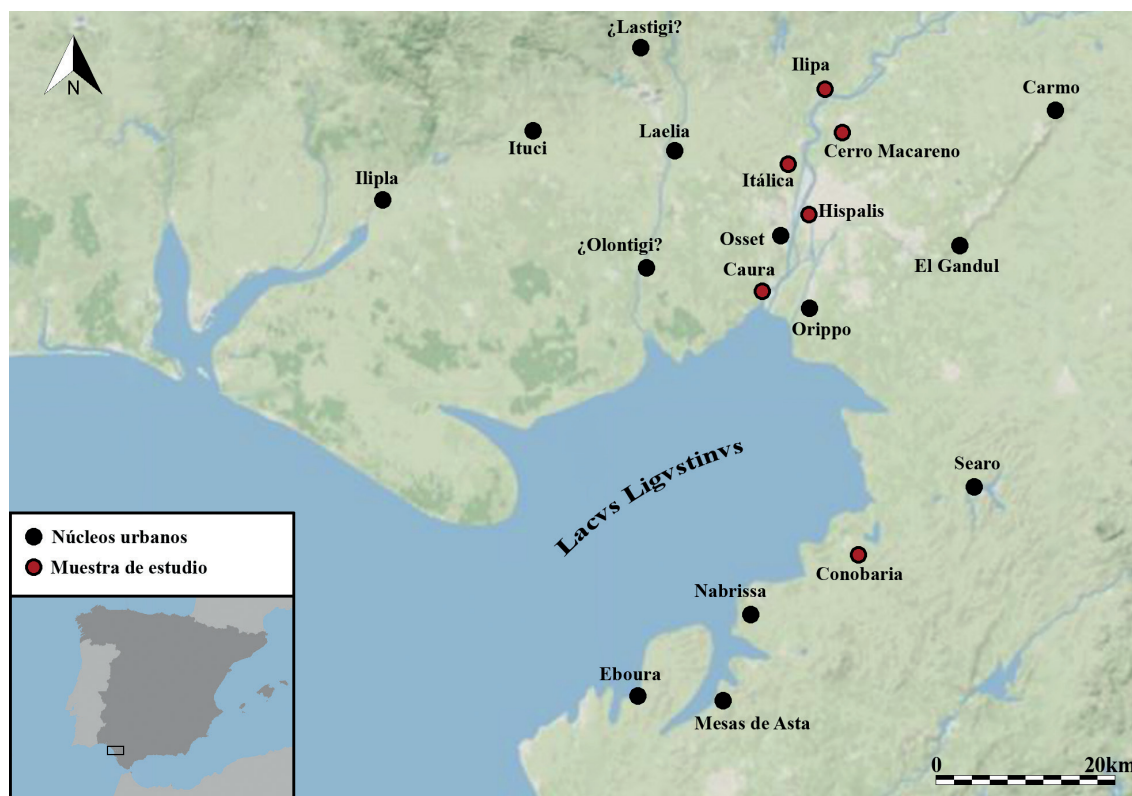 ¿Lastigi?
Ilipa
Carmo
Ituci
Laelia
Cerro Macareno
Itálica
Ilipla
Hispalis
Osset
¿Olontigi?
El Gandul
Caura
Orippo
Lacvs Ligvstinvs
Searo
N
Núcleos urbanos
Muestra de estudio
Conobaria
Nabrissa
Eboura
Mesas de Asta
0 20km